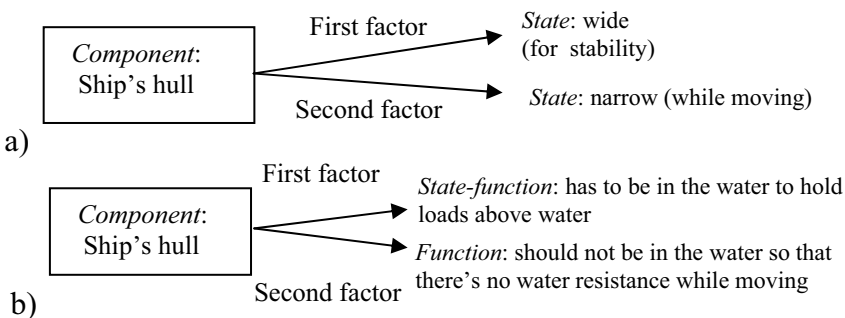 First factor
State: wide
(for stability)
Component:
Ship's hull
Second factor
State: narrow (while moving)
a)
First factor
State-function: has to be in the water to hold
loads above water
Component:
Ship's hull
Function: should not be in the water so that
there's no water resistance while moving
Second factor
b)